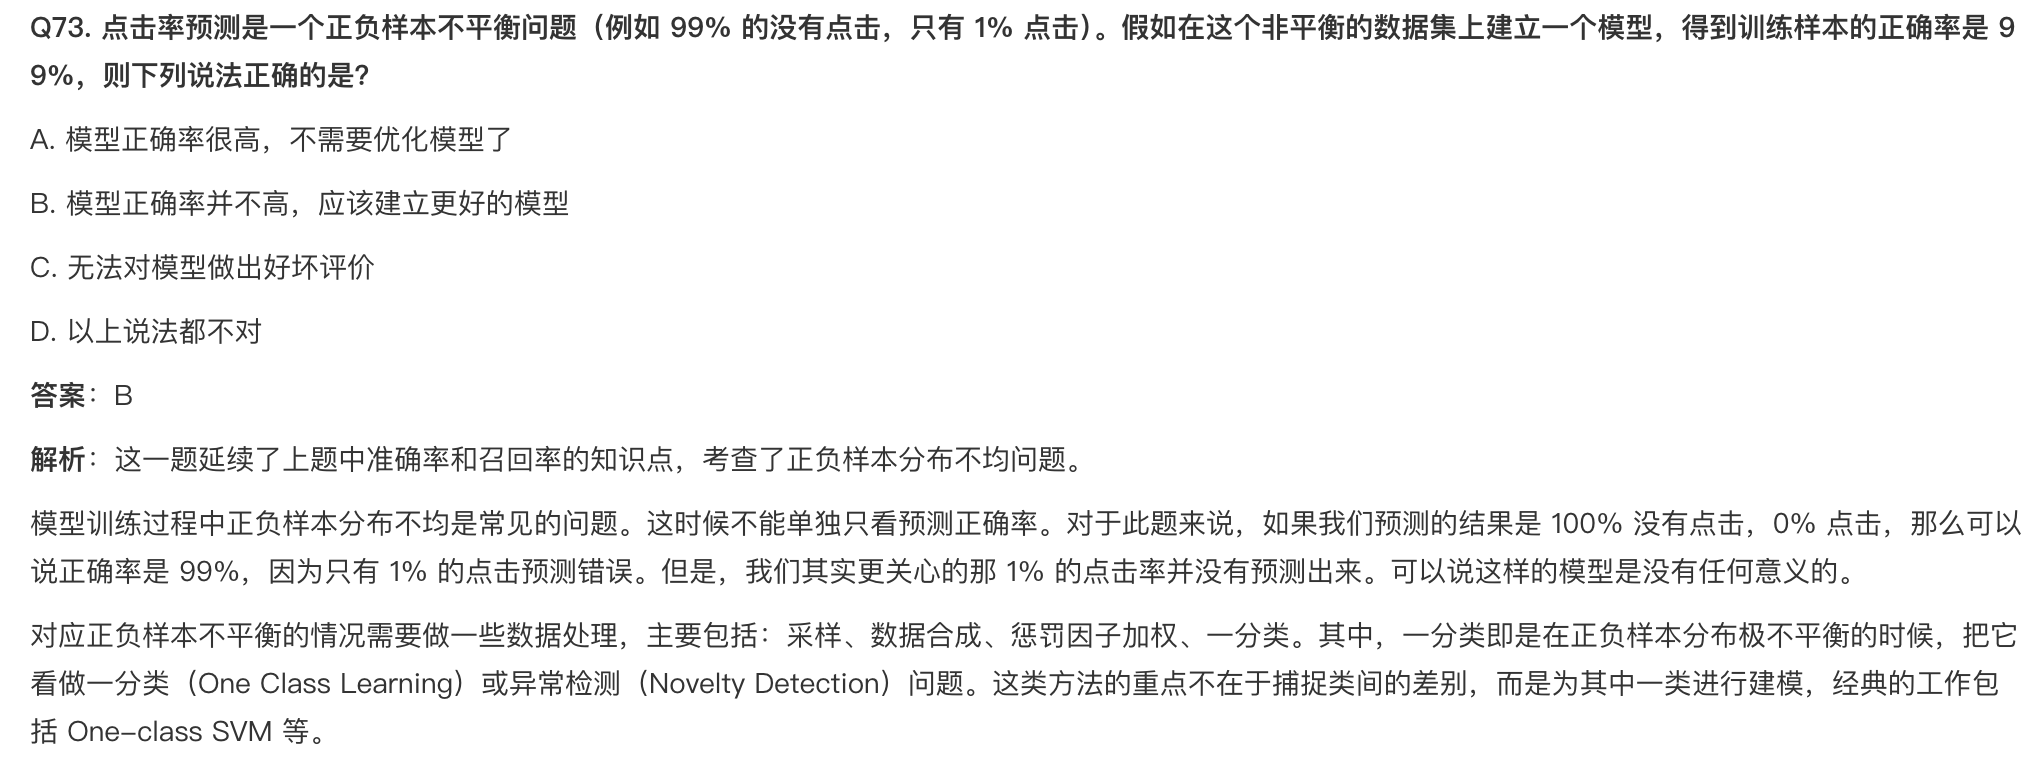 Q73. 点击率预测是一个正负样本不平衡问题（例如 99% 的没有点击，只有 1% 点击）。假如在这个非平衡的数据集上建立一个模型，得到训练样本的正确率是 9
9%，则下列说法正确的是？
A. 模型正确率很高，不需要优化模型了
B. 模型正确率并不高，应该建立更好的模型
C. 无法对模型做出好坏评价
D. 以上说法都不对
答案：B
解析：这一题延续了上题中准确率和召回率的知识点，考查了正负样本分布不均问题。
模型训练过程中正负样本分布不均是常见的问题。这时候不能单独只看预测正确率。对于此题来说，如果我们预测的结果是 100% 没有点击，0% 点击，那么可以
说正确率是 99%，因为只有 1% 的点击预测错误。但是，我们其实更关心的那 1% 的点击率并没有预测出来。可以说这样的模型是没有任何意义的。
对应正负样本不平衡的情况需要做一些数据处理，主要包括：采样、数据合成、惩罚因子加权、一分类。其中，一分类即是在正负样本分布极不平衡的时候，把它
看做一分类（One Class Learning）或异常检测（Novelty Detection）问题。这类方法的重点不在于捕捉类间的差别，而是为其中一类进行建模，经典的工作包
括 One-class SVM 等。